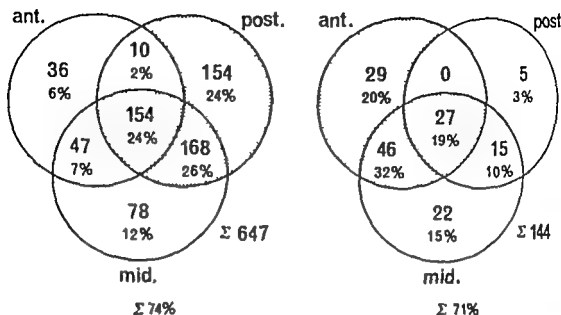 ant.
post.
10
2%
36
6%
154
24%
154
24%
47
7%
168
26%
78
12%
Σ 647
mid.
Σ 74%
ant.
post
29
20%
0
5
3%
27
19%
46
32%
15
10%
22
15%
Σ 144
mid.
Σ 71%